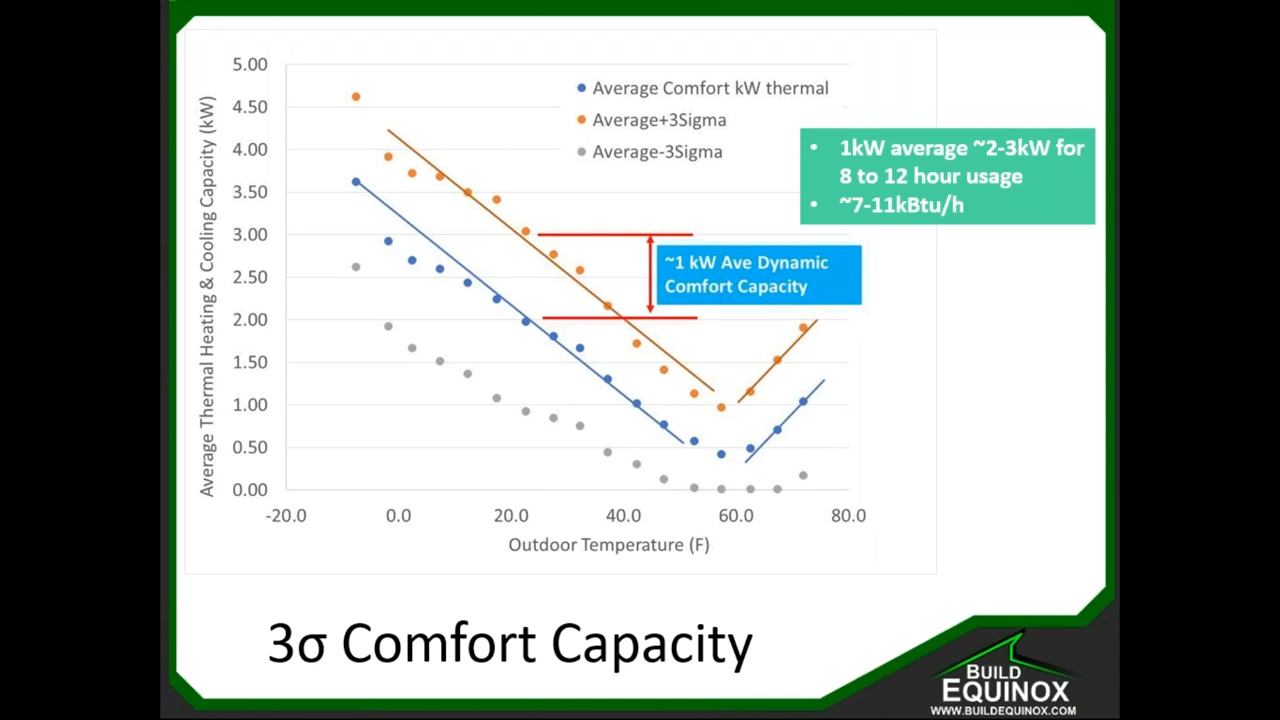 5.00
4.50
4.00
3.50
3.00
2.50
2.00
1.50
1.00
0.50
0.00
Average Thermal Heating & Cooling Capacity (kW)
-20.0 0.0 20.0 40.0 60.0 80.0
Outdoor Temperature (F)
Average Comfort kW thermal
Average+3Sigma
Average-3Sigma
• 1kW average ~2-3kW for
8 to 12 hour usage
• ~7-11kBtu/h
~1 kW Ave Dynamic
Comfort Capacity
3σ Comfort Capacity
BUILD
EQUINOX
WWW.BUILDEQUINOX.COM